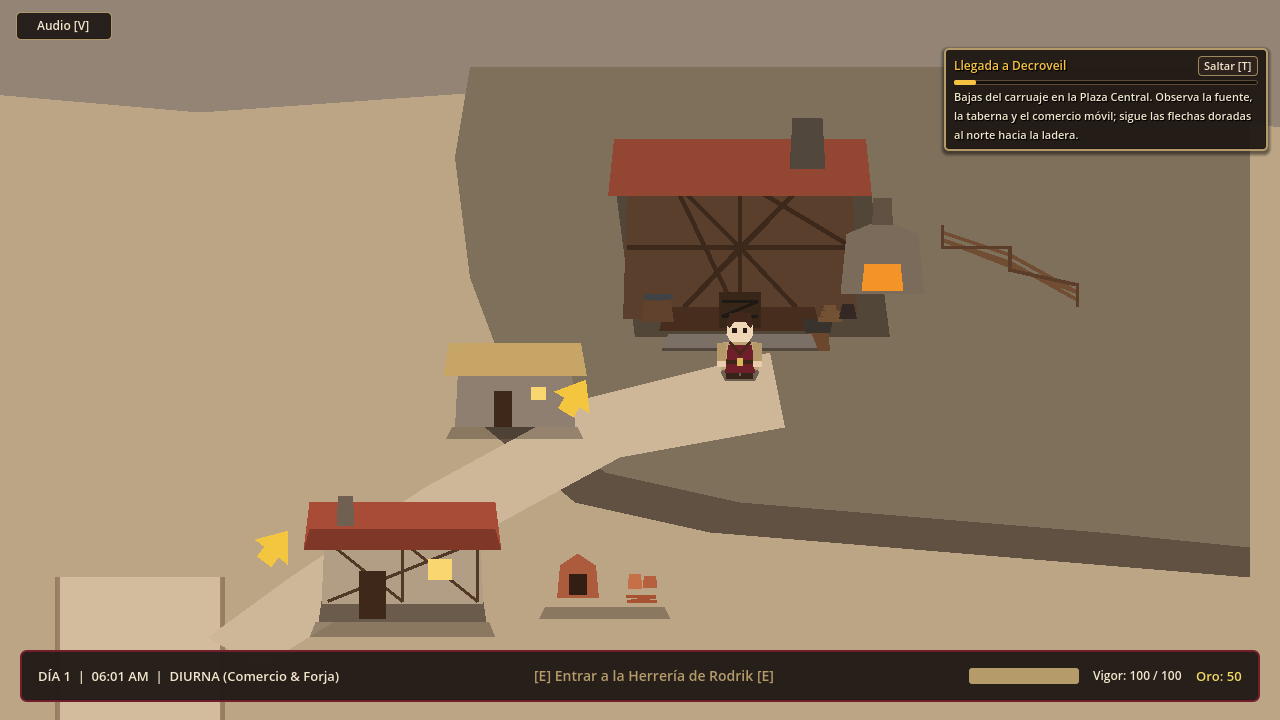 Audio [V]
Llegada a Decroveil
Saltar [T]
Bajas del carruaje en la Plaza Central. Observa la fuente,
la taberna y el comercio móvil; sigue las flechas doradas
al norte hacia la ladera.
DÍA 1 | 06:01 AM | DIURNA (Comercio & Forja)
[E] Entrar a la Herrería de Rodrik [E]
Vigor: 100 / 100
Oro: 50